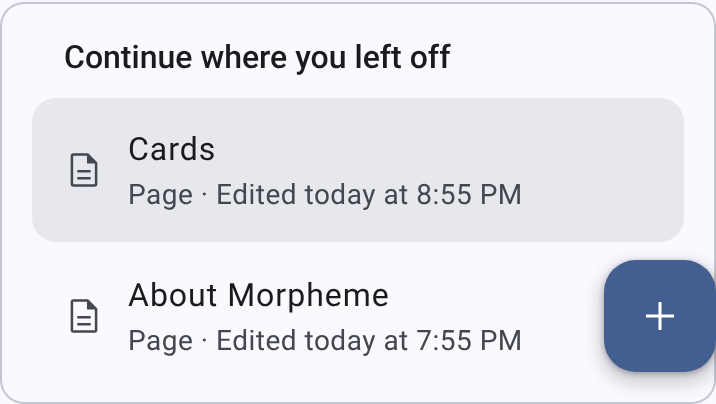 Continue where you left off
Cards
Page · Edited today at 8:55 PM
About Morpheme
Page · Edited today at 7:55 PM